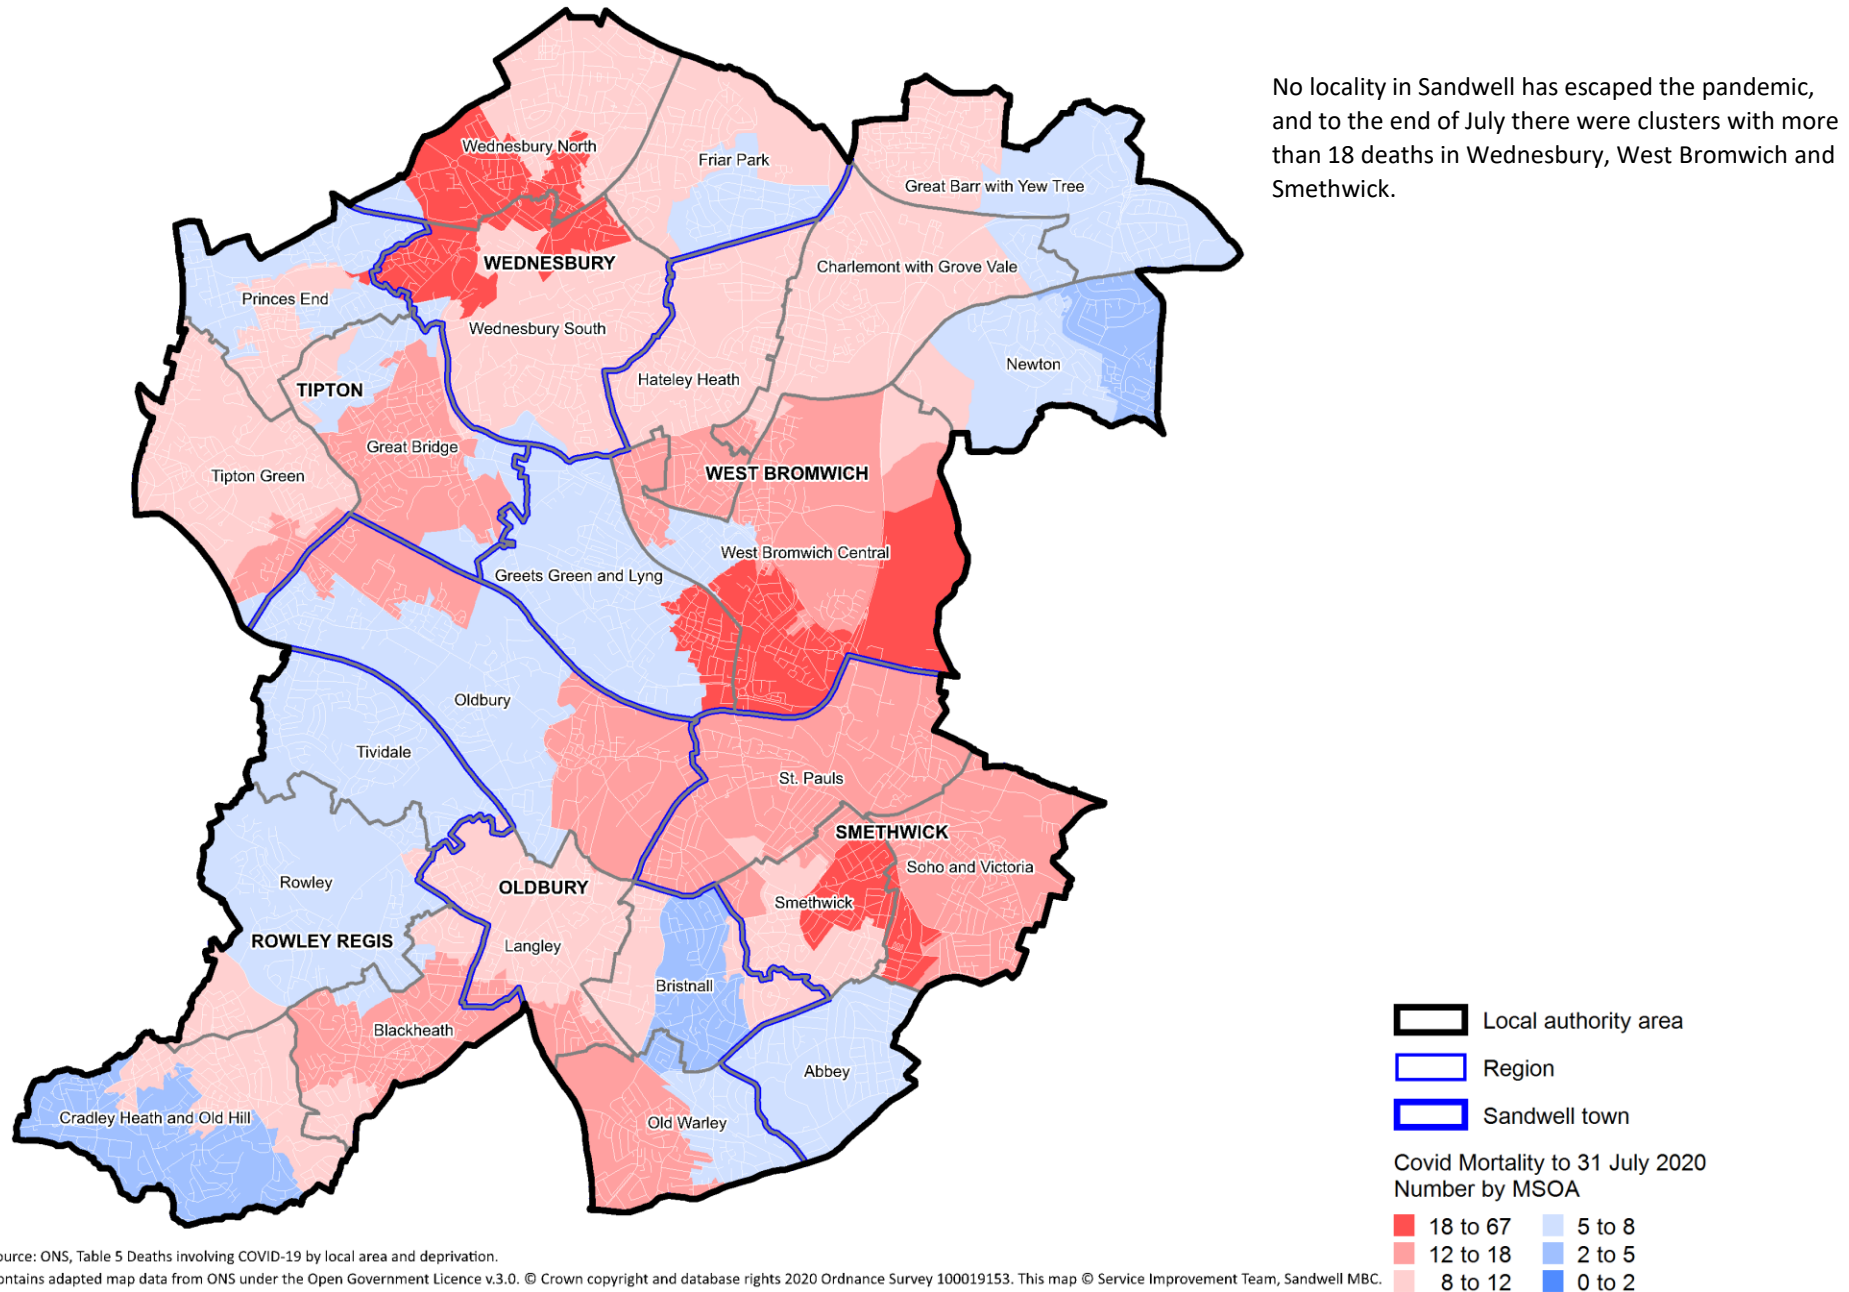 No locality in Sandwell has escaped the pandemic,
and to the end of July there were clusters with more
than 18 deaths in Wednesbury, West Bromwich and
Smethwick.
Wednesbury North
Friar Park
Great Barr with Yew Tree
WEDNESBURY
Charlemont with Grove Vale
Princes End
Wednesbury South
Newton
Hateley Heath
TIPTON
Great Bridge
Tipton Green
WEST BROMWICH
West Bromwich Central
Greets Green and Lyng
Oldbury
Tividale
St. Pauls
SMETHWICK
Soho and Victoria
Rowley
OLDBURY
Smethwick
ROWLEY REGIS
Langley
Bristnall
Blackheath
Abbey
Cradley Heath and Old Hill
Old Warley
Local authority area
Region
Sandwell town
Covid Mortality to 31 July 2020
Number by MSOA
18 to 67 5 to 8
12 to 18 2 to 5
8 to 12 0 to 2
ource: ONS, Table 5 Deaths involving COVID-19 by local area and deprivation.
ontains adapted map data from ONS under the Open Government Licence v.3.0. © Crown copyright and database rights 2020 Ordnance Survey 100019153. This map © Service Improvement Team, Sandwell MBC.